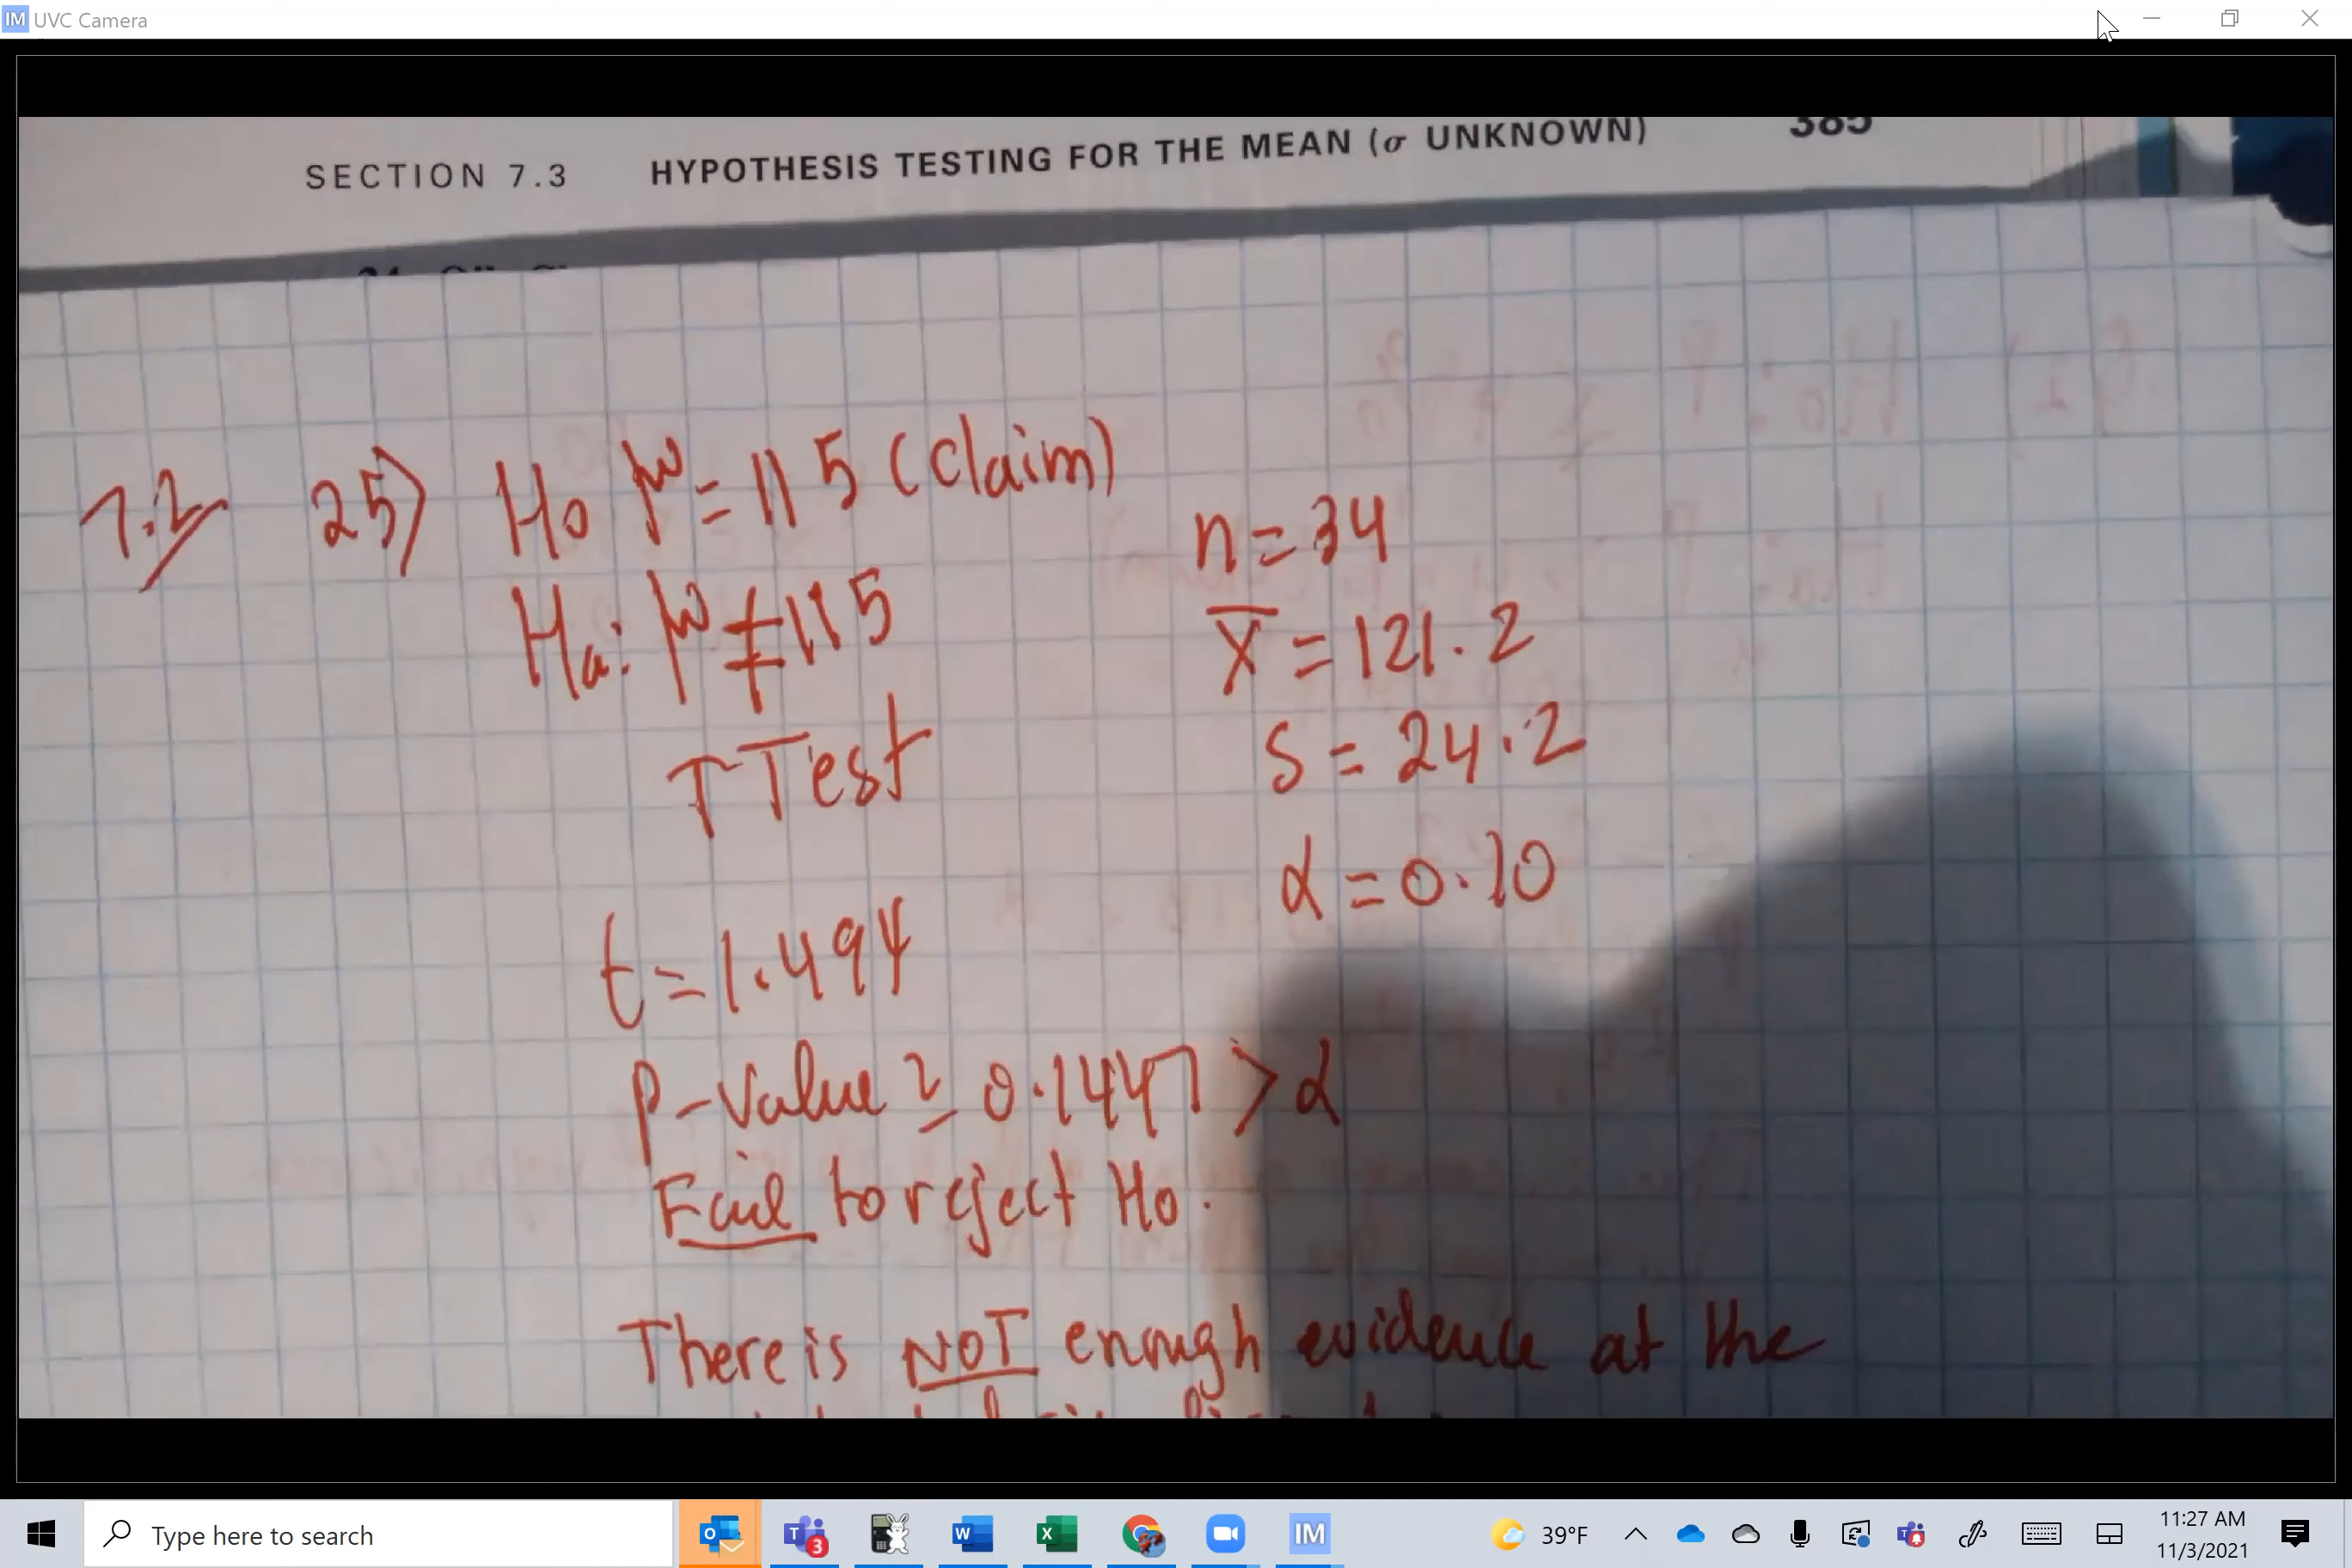 UVC Camera
SECTION 7.3 HYPOTHESIS TESTING FOR THE MEAN (σ UNKNOWN) 385
7.2 25) Ho μ = 115 (claim)
Ha: μ ≠ 115
T Test
n = 34
x̄ = 121.2
s = 24.2
α = 0.10
t = 1.494
P-value ≈ 0.1447 > α
Fail to reject Ho.
There is NOT enough evidence at the
Type here to search
3
39°F
11:27 AM
11/3/2021